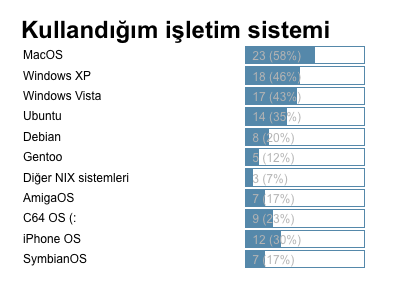 Kullandığım işletim sistemi
MacOS 23 (58%)
Windows XP 18 (46%)
Windows Vista 17 (43%)
Ubuntu 14 (35%)
Debian 8 (20%)
Gentoo 5 (12%)
Diğer NIX sistemleri 3 (7%)
AmigaOS 7 (17%)
C64 OS (: 9 (23%)
iPhone OS 12 (30%)
SymbianOS 7 (17%)